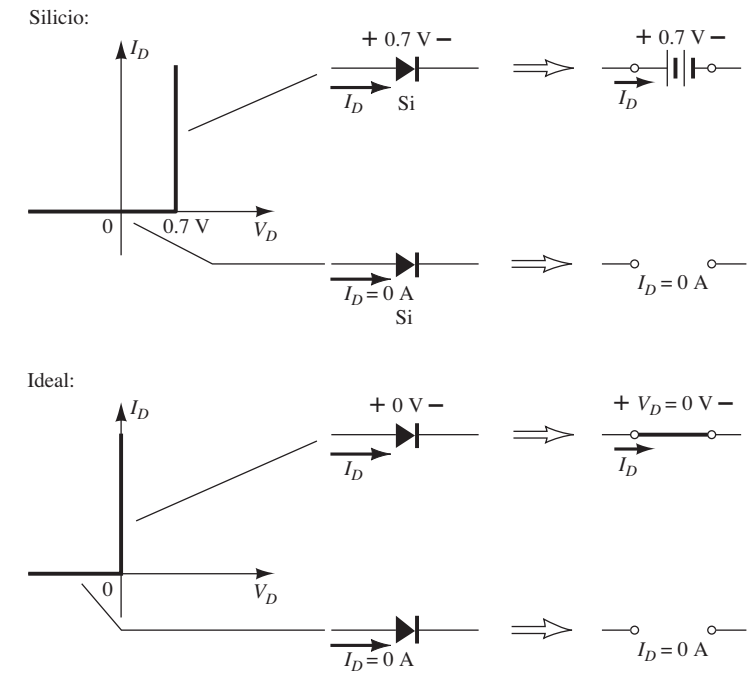 Silicio:
I_D
0
0.7 V
V_D
+ 0.7 V −
I_D
Si
+ 0.7 V −
I_D
I_D = 0 A
Si
I_D = 0 A
Ideal:
I_D
0
V_D
+ 0 V −
I_D
+ V_D = 0 V −
I_D
I_D = 0 A
I_D = 0 A